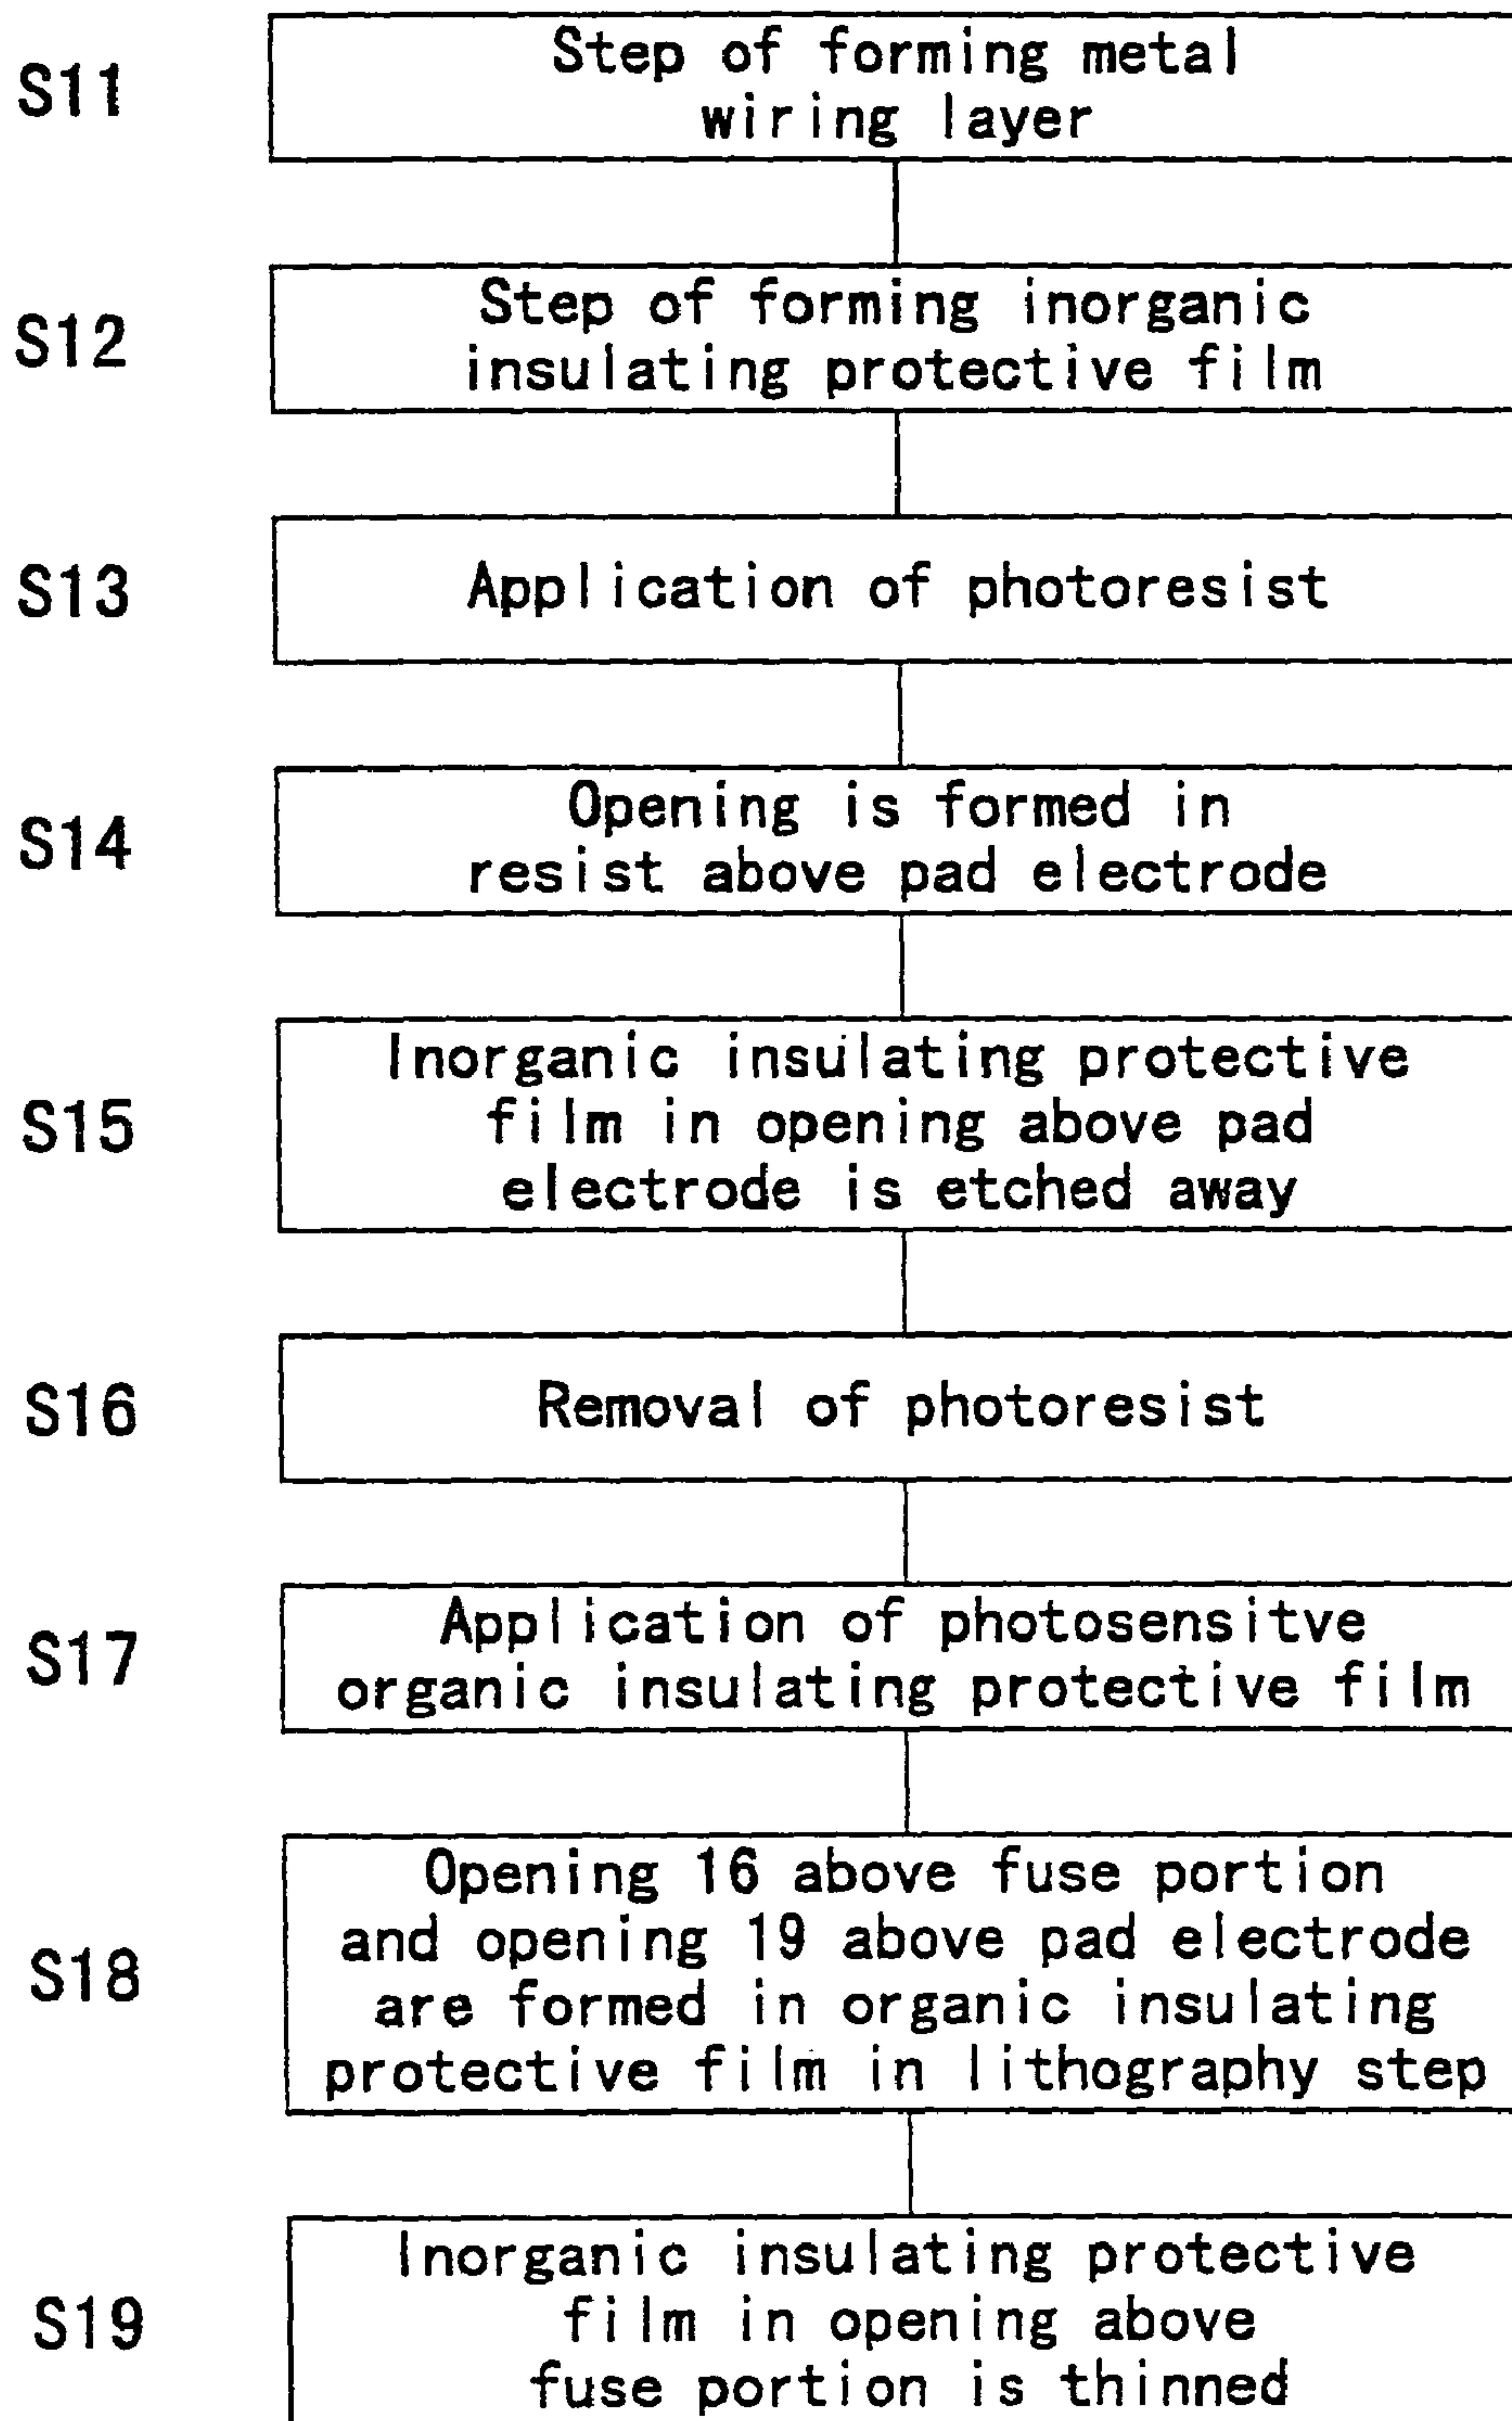 S11
Step of forming metal
wiring layer
S12
Step of forming inorganic
insulating protective film
S13
Application of photoresist
S14
Opening is formed in
resist above pad electrode
S15
Inorganic insulating protective
film in opening above pad
electrode is etched away
S16
Removal of photoresist
S17
Application of photosensitve
organic insulating protective film
S18
Opening 16 above fuse portion
and opening 19 above pad electrode
are formed in organic insulating
protective film in lithography step
S19
Inorganic insulating protective
film in opening above
fuse portion is thinned